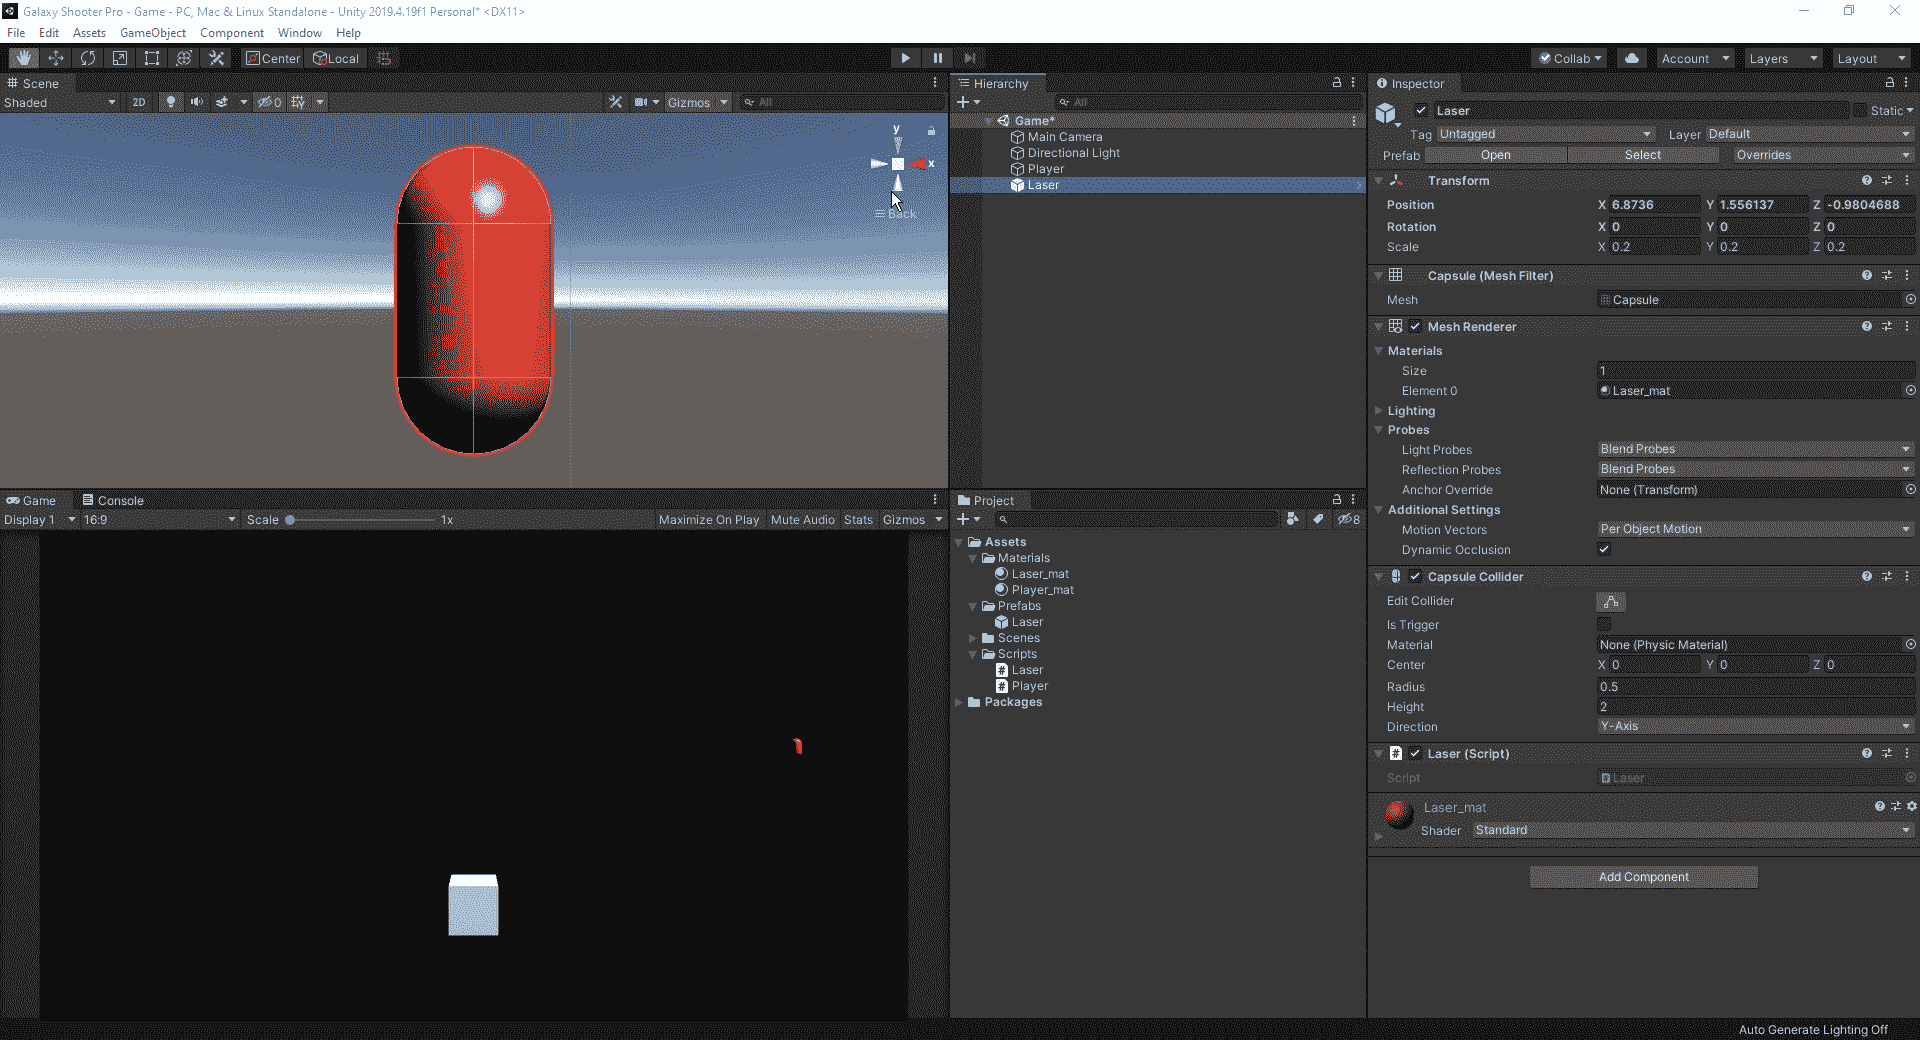 Galaxy Shooter Pro - Game - PC, Mac & Linux Standalone - Unity 2019.4.19f1 Personal* <DX11>
File Edit Assets GameObject Component Window Help
Center Local Collab Account Layers Layout
Scene
Shaded 2D 0 Gizmos All
y
x
Back
Hierarchy
All
Game*
Main Camera
Directional Light
Player
Laser
Game Console
Display 1 16:9 Scale 1x Maximize On Play Mute Audio Stats Gizmos
Project
8
Assets
Materials
Laser_mat
Player_mat
Prefabs
Laser
Scenes
Scripts
Laser
Player
Packages
Inspector
Laser Static
Tag Untagged Layer Default
Prefab Open Select Overrides
Transform
Position X 6.8736 Y 1.556137 Z -0.9804688
Rotation X 0 Y 0 Z 0
Scale X 0.2 Y 0.2 Z 0.2
Capsule (Mesh Filter)
Mesh Capsule
Mesh Renderer
Materials
Size 1
Element 0 Laser_mat
Lighting
Probes
Light Probes Blend Probes
Reflection Probes Blend Probes
Anchor Override None (Transform)
Additional Settings
Motion Vectors Per Object Motion
Dynamic Occlusion
Capsule Collider
Edit Collider
Is Trigger
Material None (Physic Material)
Center X 0 Y 0 Z 0
Radius 0.5
Height 2
Direction Y-Axis
# Laser (Script)
Script Laser
Laser_mat
Shader Standard
Add Component
Auto Generate Lighting Off